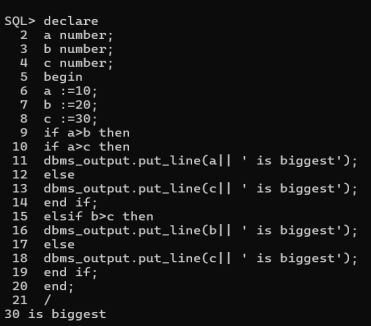 SQL> declare
  2  a number;
  3  b number;
  4  c number;
  5  begin
  6  a :=10;
  7  b :=20;
  8  c :=30;
  9  if a>b then
 10  if a>c then
 11  dbms_output.put_line(a|| ' is biggest');
 12  else
 13  dbms_output.put_line(c|| ' is biggest');
 14  end if;
 15  elsif b>c then
 16  dbms_output.put_line(b|| ' is biggest');
 17  else
 18  dbms_output.put_line(c|| ' is biggest');
 19  end if;
 20  end;
 21  /
30 is biggest